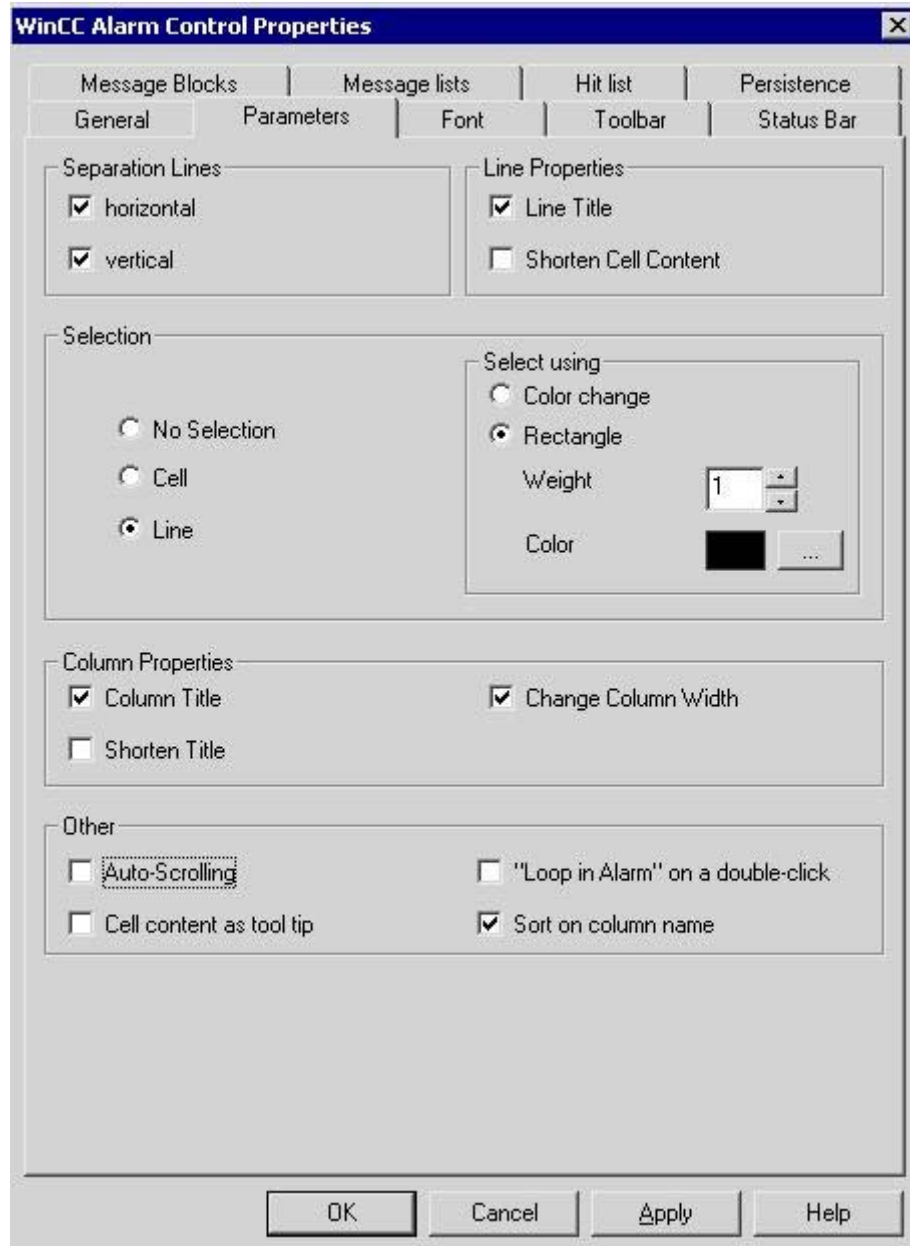 WinCC Alarm Control Properties
Message Blocks
Message lists
Hit list
Persistence
General
Parameters
Font
Toolbar
Status Bar
Separation Lines
horizontal
vertical
Line Properties
Line Title
Shorten Cell Content
Selection
No Selection
Cell
Line
Select using
Color change
Rectangle
Weight
1
Color
...
Column Properties
Column Title
Change Column Width
Shorten Title
Other
Auto-Scrolling
"Loop in Alarm" on a double-click
Cell content as tool tip
Sort on column name
OK
Cancel
Apply
Help